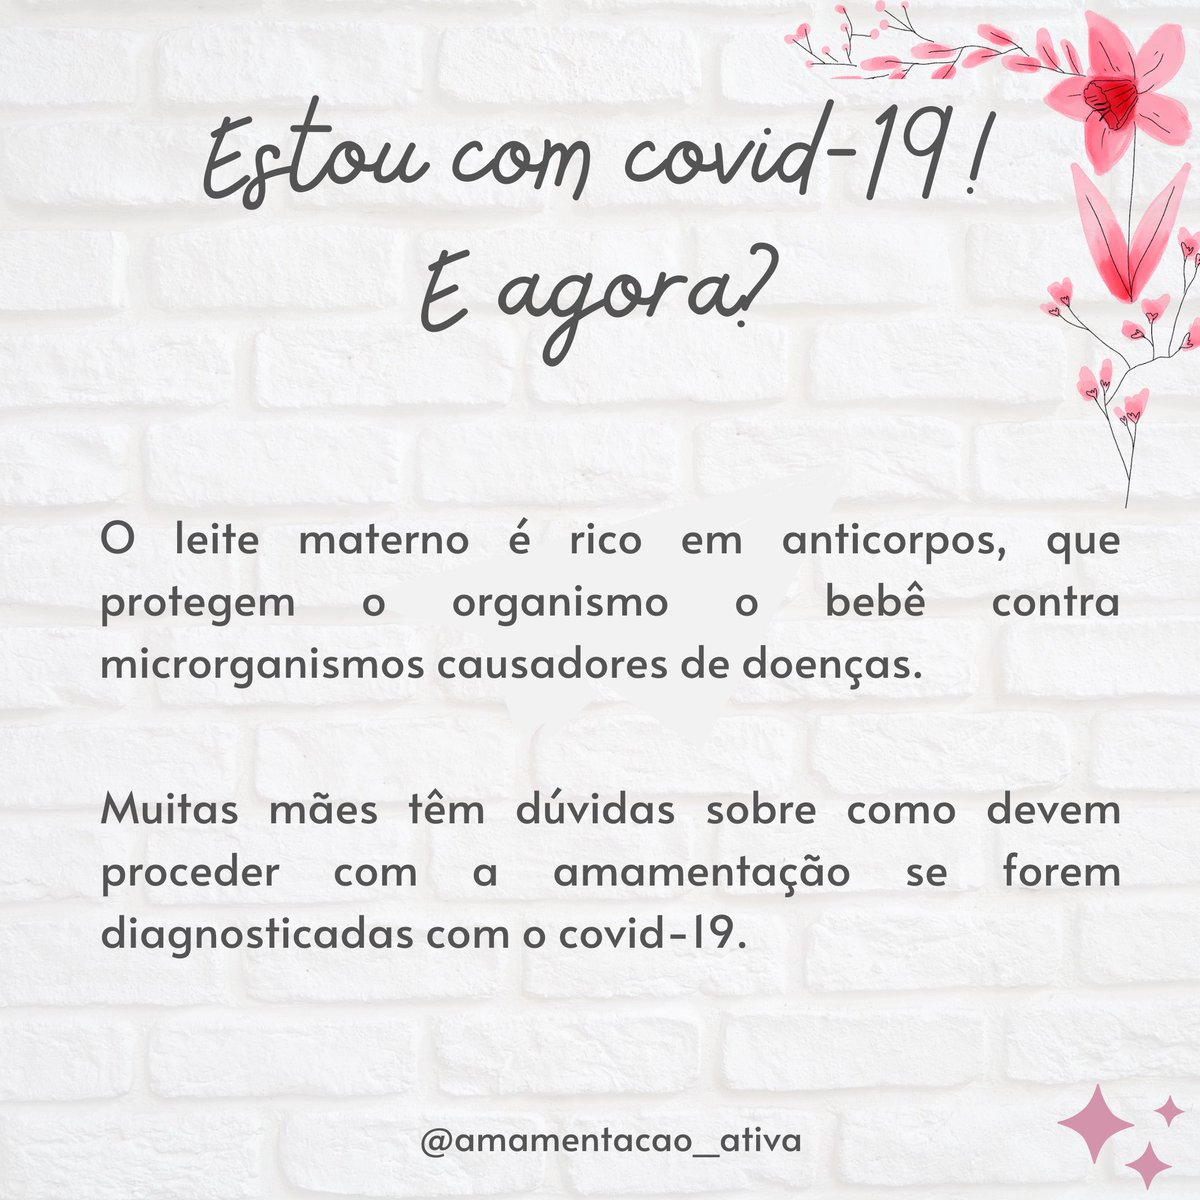 Estou com covid-19!
E agora?
O leite materno é rico em anticorpos, que
protegem o organismo o bebê contra
microrganismos causadores de doenças.
Muitas mães têm dúvidas sobre como devem
proceder com a amamentação se forem
diagnosticadas com o covid-19.
@amamentacao_ativa